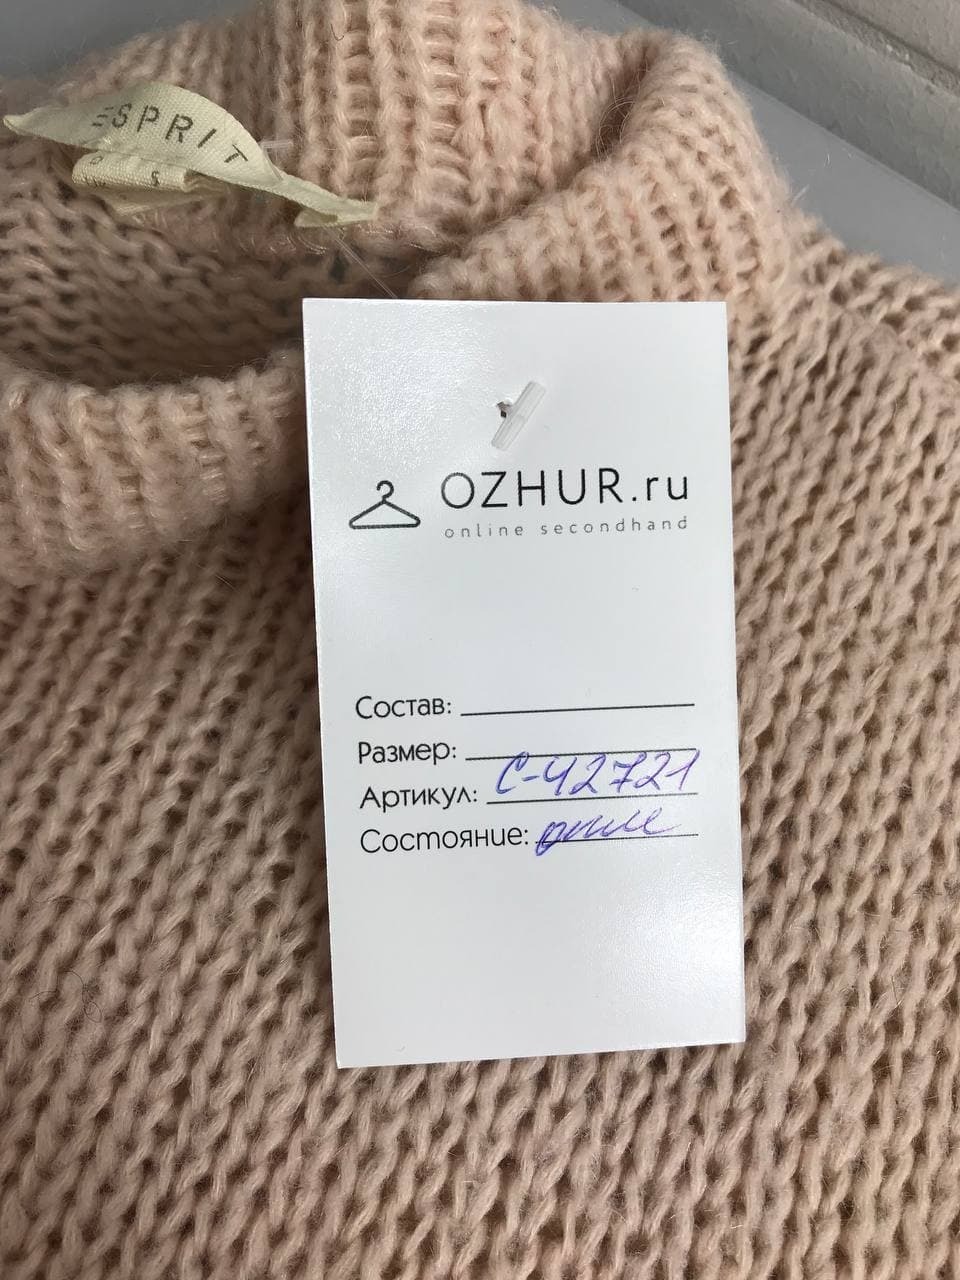 ESPRIT
S
OZHUR.ru
online secondhand
Состав:
Размер:
Артикул: С-42721
Состояние: